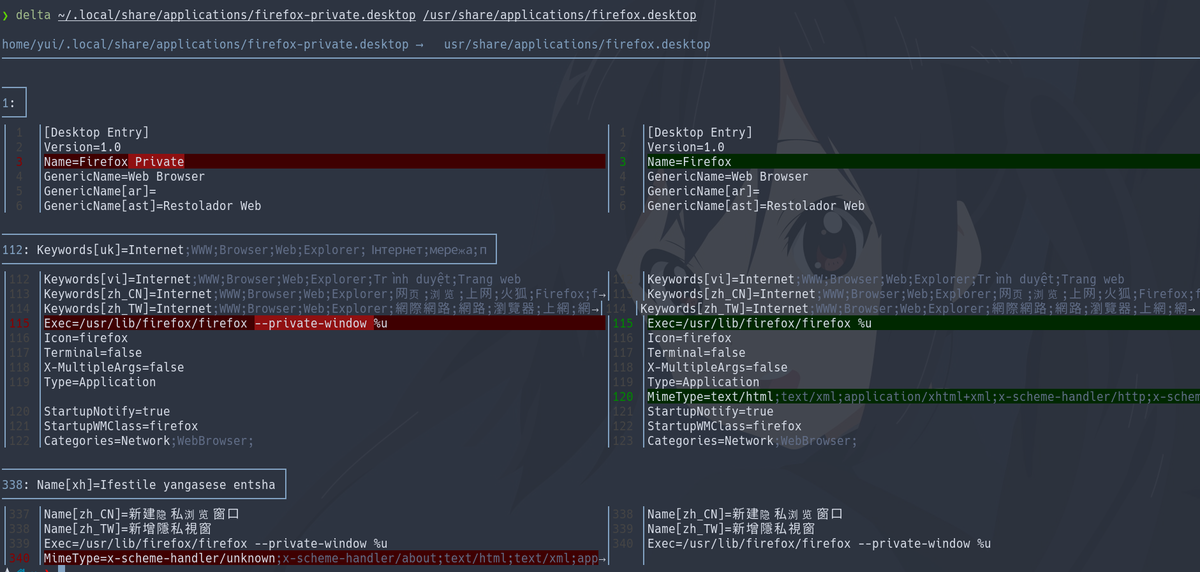 ❯ delta ~/.local/share/applications/firefox-private.desktop /usr/share/applications/firefox.desktop
home/yui/.local/share/applications/firefox-private.desktop → usr/share/applications/firefox.desktop
1:
1 [Desktop Entry] 1 [Desktop Entry]
2 Version=1.0 2 Version=1.0
3 Name=Firefox Private 3 Name=Firefox
4 GenericName=Web Browser 4 GenericName=Web Browser
5 GenericName[ar]= 5 GenericName[ar]=
6 GenericName[ast]=Restolador Web 6 GenericName[ast]=Restolador Web
112: Keywords[uk]=Internet;WWW;Browser;Web;Explorer; Інтернет;мережа;п
112 Keywords[vi]=Internet;WWW;Browser;Web;Explorer;Trình duyệt;Trang web Keywords[vi]=Internet;WWW;Browser;Web;Explorer;Trình duyệt;Trang web
113 Keywords[zh_CN]=Internet;WWW;Browser;Web;Explorer;网页;浏览;上网;火狐;Firefox;f→ Keywords[zh_CN]=Internet;WWW;Browser;Web;Explorer;网页;浏览;上网;火狐;Firefox;f
114 Keywords[zh_TW]=Internet;WWW;Browser;Web;Explorer;網際網路;網路;瀏覽器;上網;網→ 114 Keywords[zh_TW]=Internet;WWW;Browser;Web;Explorer;網際網路;網路;瀏覽器;上網;網→
115 Exec=/usr/lib/firefox/firefox --private-window %u 115 Exec=/usr/lib/firefox/firefox %u
116 Icon=firefox 116 Icon=firefox
117 Terminal=false 117 Terminal=false
118 X-MultipleArgs=false 118 X-MultipleArgs=false
119 Type=Application 119 Type=Application
120 MimeType=text/html;text/xml;application/xhtml+xml;x-scheme-handler/http;x-schem
120 StartupNotify=true 121 StartupNotify=true
121 StartupWMClass=firefox 122 StartupWMClass=firefox
122 Categories=Network;WebBrowser; 123 Categories=Network;WebBrowser;
338: Name[xh]=Ifestile yangasese entsha
337 Name[zh_CN]=新建隐私浏览窗口 338 Name[zh_CN]=新建隐私浏览窗口
338 Name[zh_TW]=新增隱私視窗 339 Name[zh_TW]=新增隱私視窗
339 Exec=/usr/lib/firefox/firefox --private-window %u 340 Exec=/usr/lib/firefox/firefox --private-window %u
340 MimeType=x-scheme-handler/unknown;x-scheme-handler/about;text/html;text/xml;app→